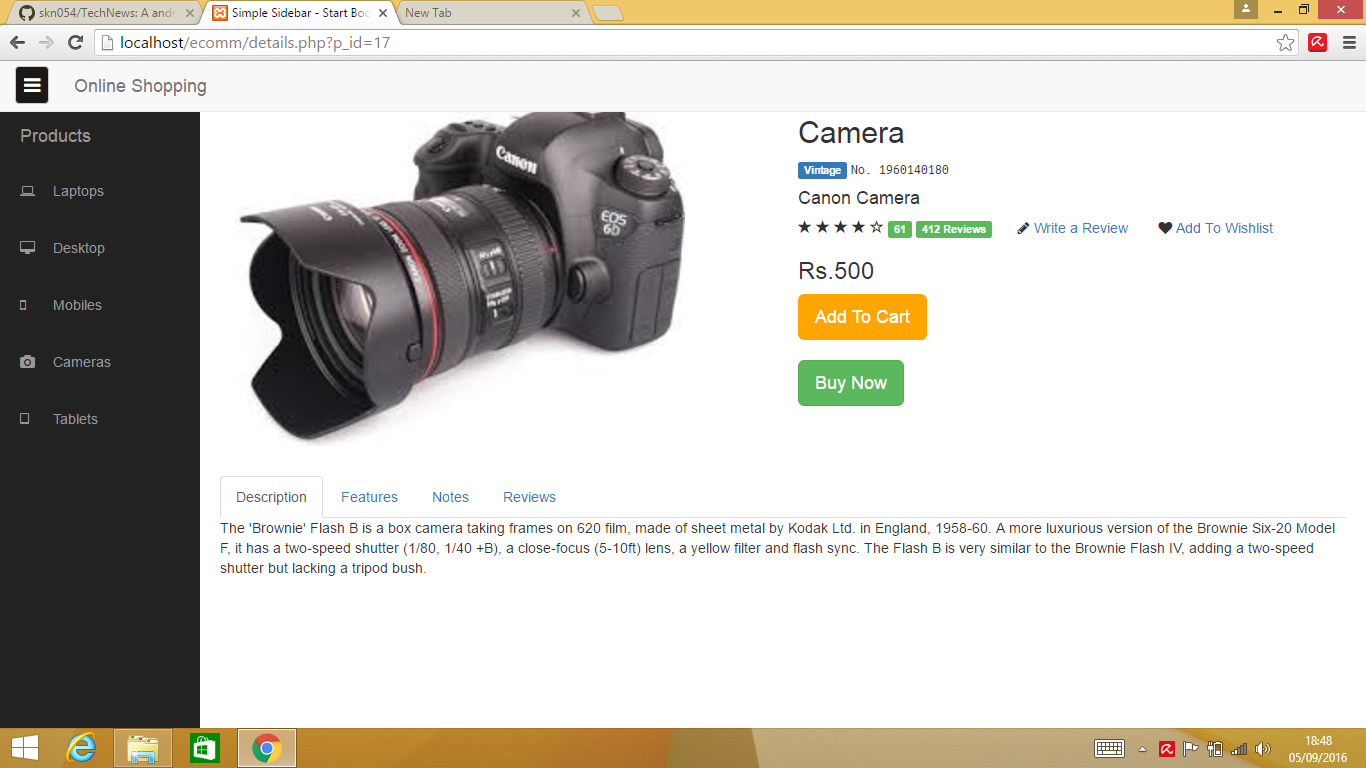 skn054/TechNews: A andr
Simple Sidebar - Start Boo
New Tab
localhost/ecomm/details.php?p_id=17
Online Shopping
Products
Laptops
Desktop
Mobiles
Cameras
Tablets
Canon
EOS
6D
Camera
Vintage No. 1960140180
Canon Camera
61 412 Reviews Write a Review Add To Wishlist
Rs.500
Add To Cart
Buy Now
Description Features Notes Reviews
The 'Brownie' Flash B is a box camera taking frames on 620 film, made of sheet metal by Kodak Ltd. in England, 1958-60. A more luxurious version of the Brownie Six-20 Model
F, it has a two-speed shutter (1/80, 1/40 +B), a close-focus (5-10ft) lens, a yellow filter and flash sync. The Flash B is very similar to the Brownie Flash IV, adding a two-speed
shutter but lacking a tripod bush.
18:48
05/09/2016